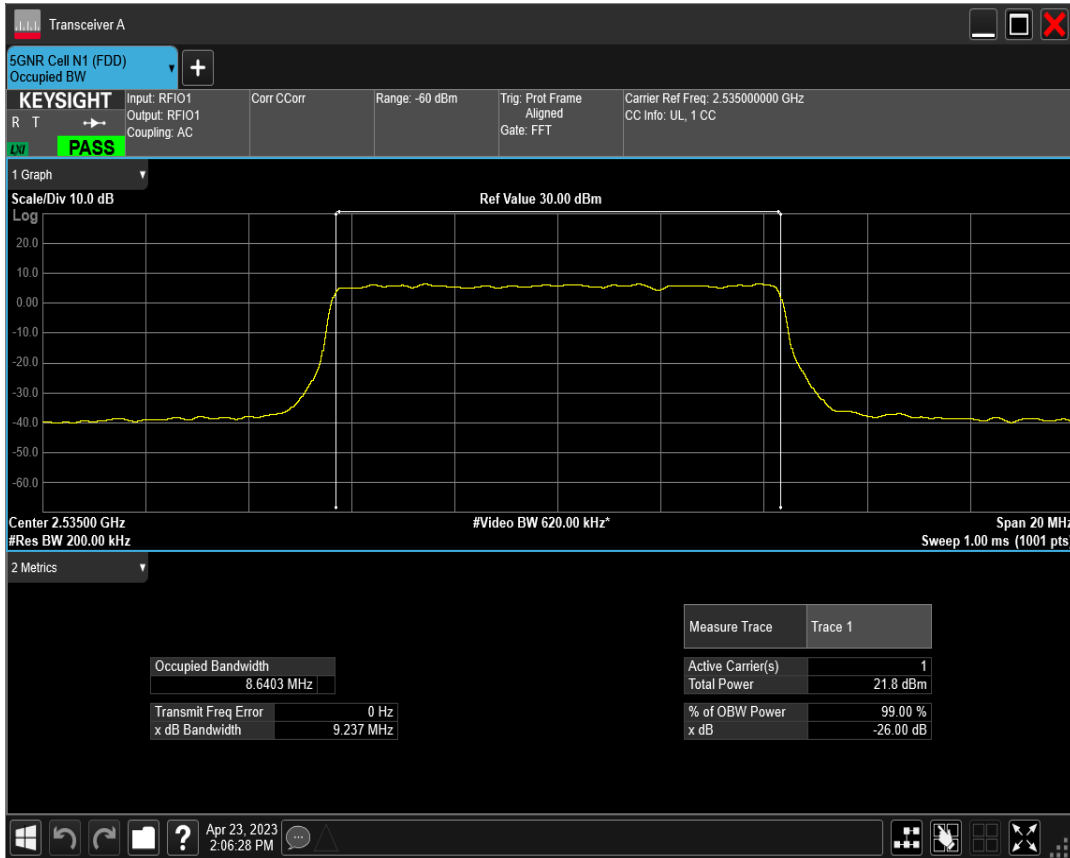 Transceiver A
5GNR Cell N1 (FDD)
Occupied BW
+
KEYSIGHT
R T
LXI
PASS
Input: RFIO1
Output: RFIO1
Coupling: AC
Corr CCorr
Range: -60 dBm
Trig: Prot Frame
Aligned
Gate: FFT
Carrier Ref Freq: 2.535000000 GHz
CC Info: UL, 1 CC
1 Graph
Scale/Div 10.0 dB
Ref Value 30.00 dBm
Log
20.0
10.0
0.00
-10.0
-20.0
-30.0
-40.0
-50.0
-60.0
Center 2.53500 GHz
#Video BW 620.00 kHz*
Span 20 MHz
#Res BW 200.00 kHz
Sweep 1.00 ms (1001 pts)
2 Metrics
Measure Trace Trace 1
Occupied Bandwidth
8.6403 MHz
Active Carrier(s) 1
Total Power 21.8 dBm
Transmit Freq Error 0 Hz
x dB Bandwidth 9.237 MHz
% of OBW Power 99.00 %
x dB -26.00 dB
?
Apr 23, 2023
2:06:28 PM